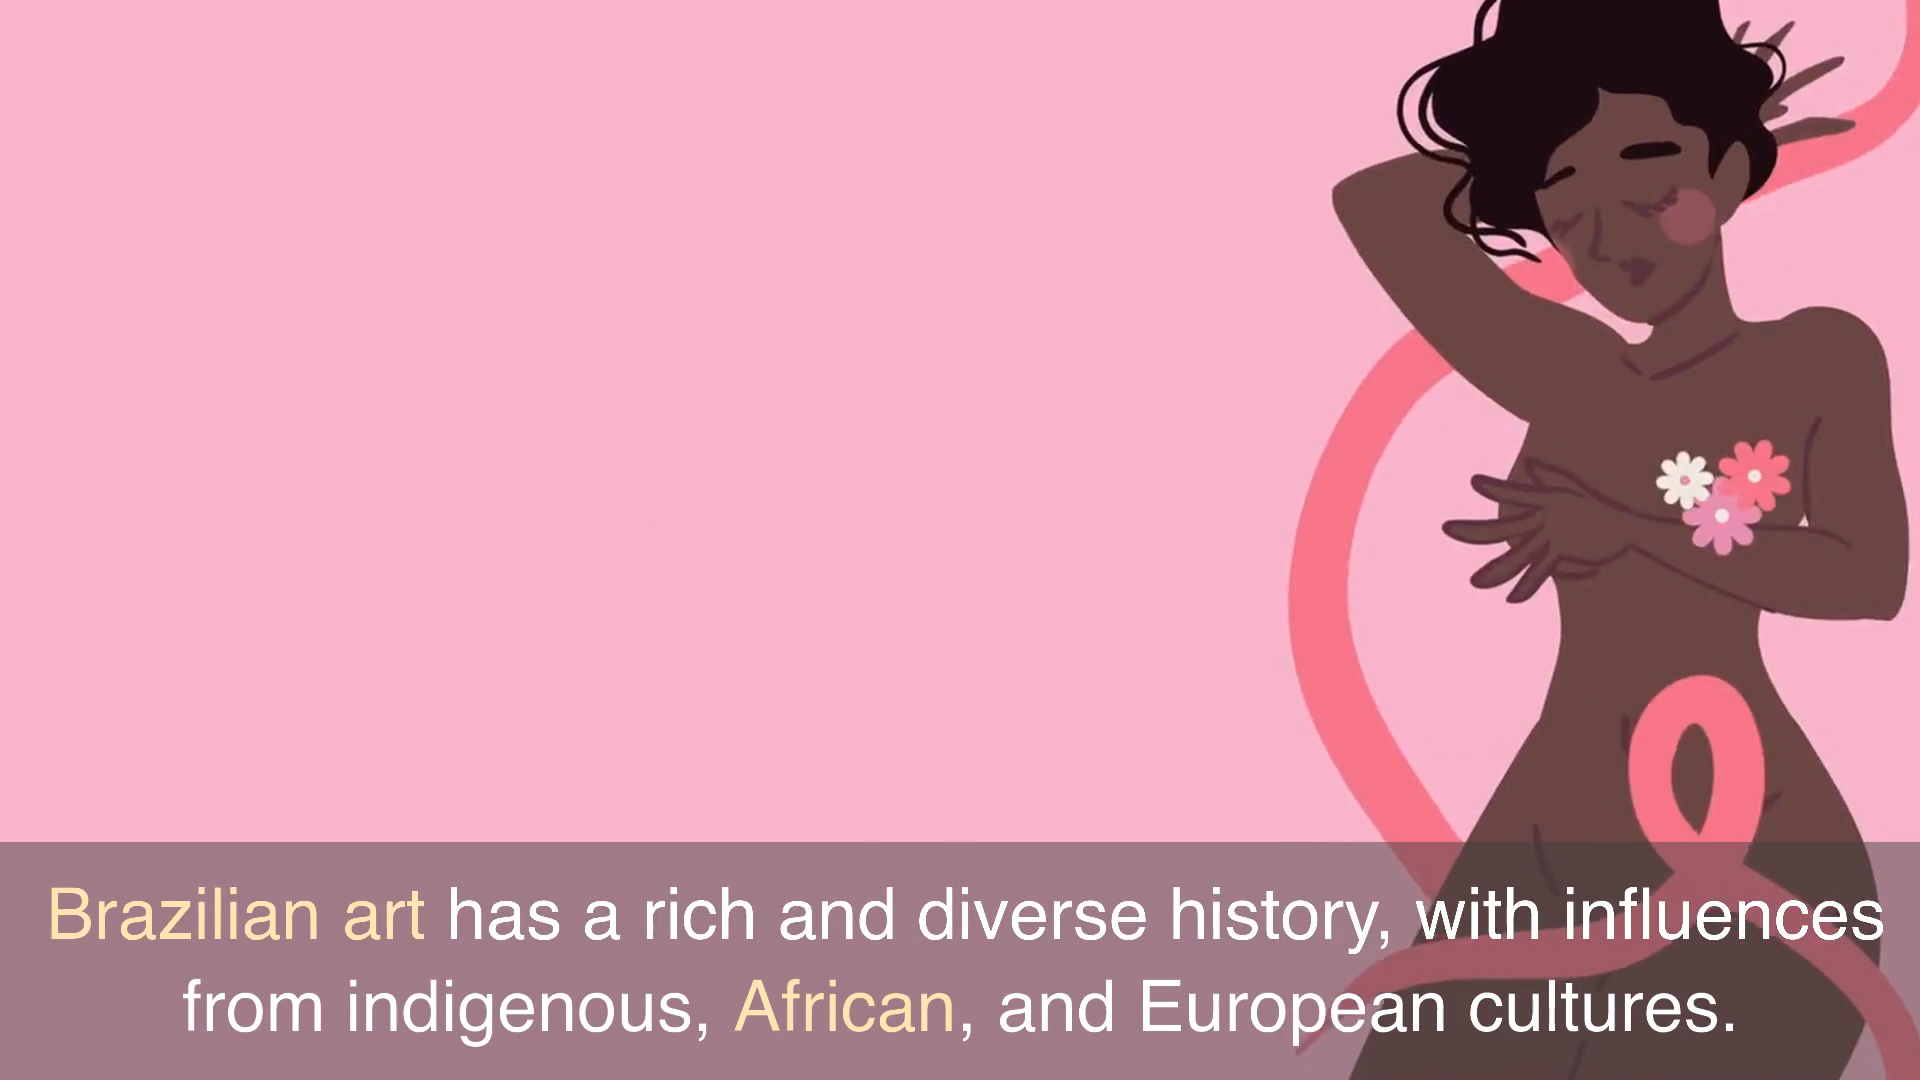 Brazilian art has a rich and diverse history, with influences
from indigenous, African, and European cultures.